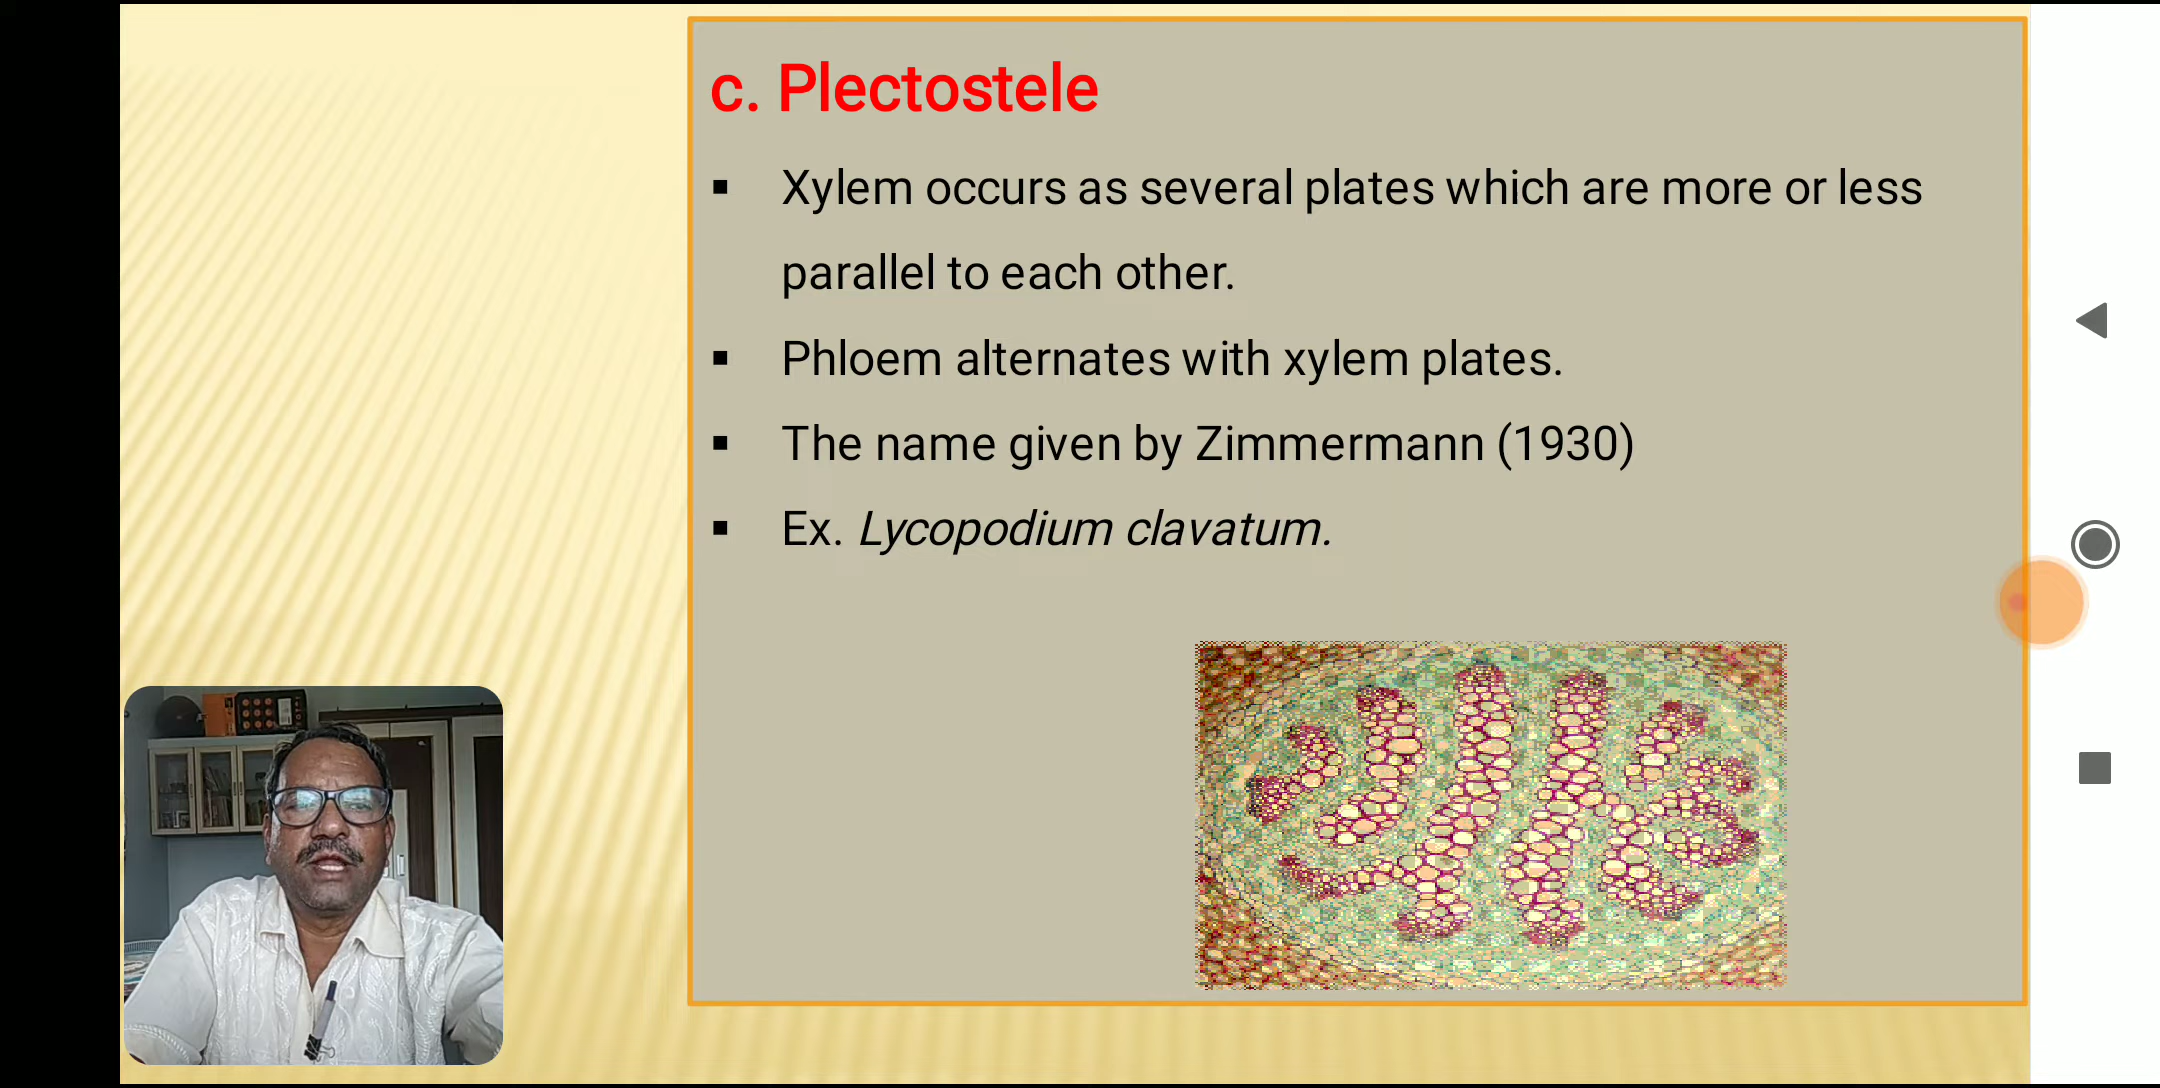 c. Plectostele
▪ Xylem occurs as several plates which are more or less
parallel to each other.
▪ Phloem alternates with xylem plates.
▪ The name given by Zimmermann (1930)
▪ Ex. Lycopodium clavatum.